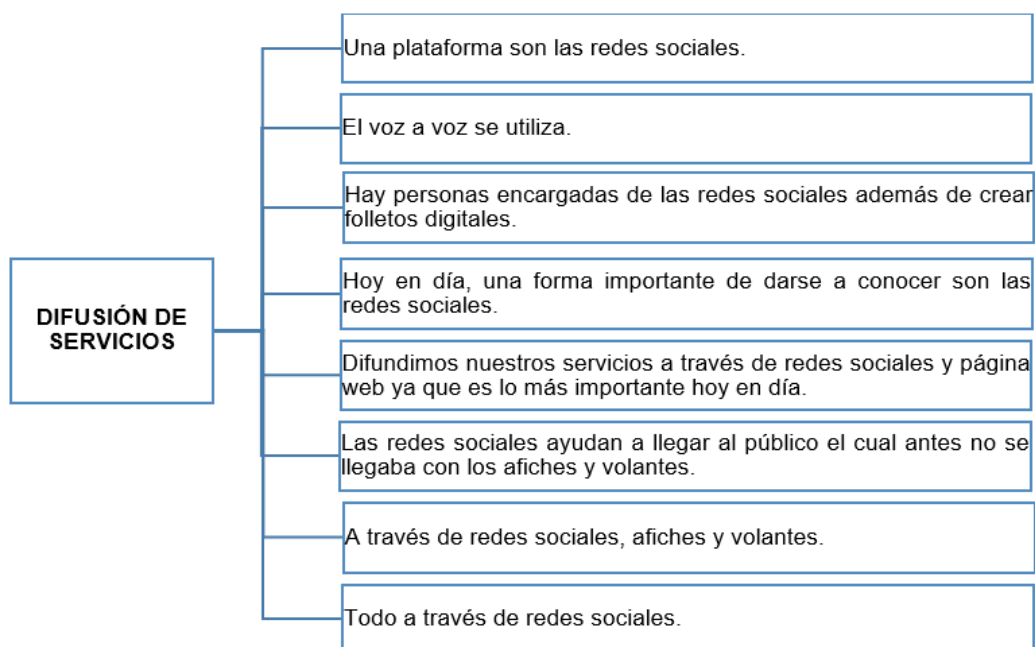 Una plataforma son las redes sociales.
El voz a voz se utiliza.
Hay personas encargadas de las redes sociales además de crear
folletos digitales.
Hoy en día, una forma importante de darse a conocer son las
redes sociales.
DIFUSIÓN DE
SERVICIOS
Difundimos nuestros servicios a través de redes sociales y página
web ya que es lo más importante hoy en día.
Las redes sociales ayudan a llegar al público el cual antes no se
llegaba con los afiches y volantes.
A través de redes sociales, afiches y volantes.
Todo a través de redes sociales.